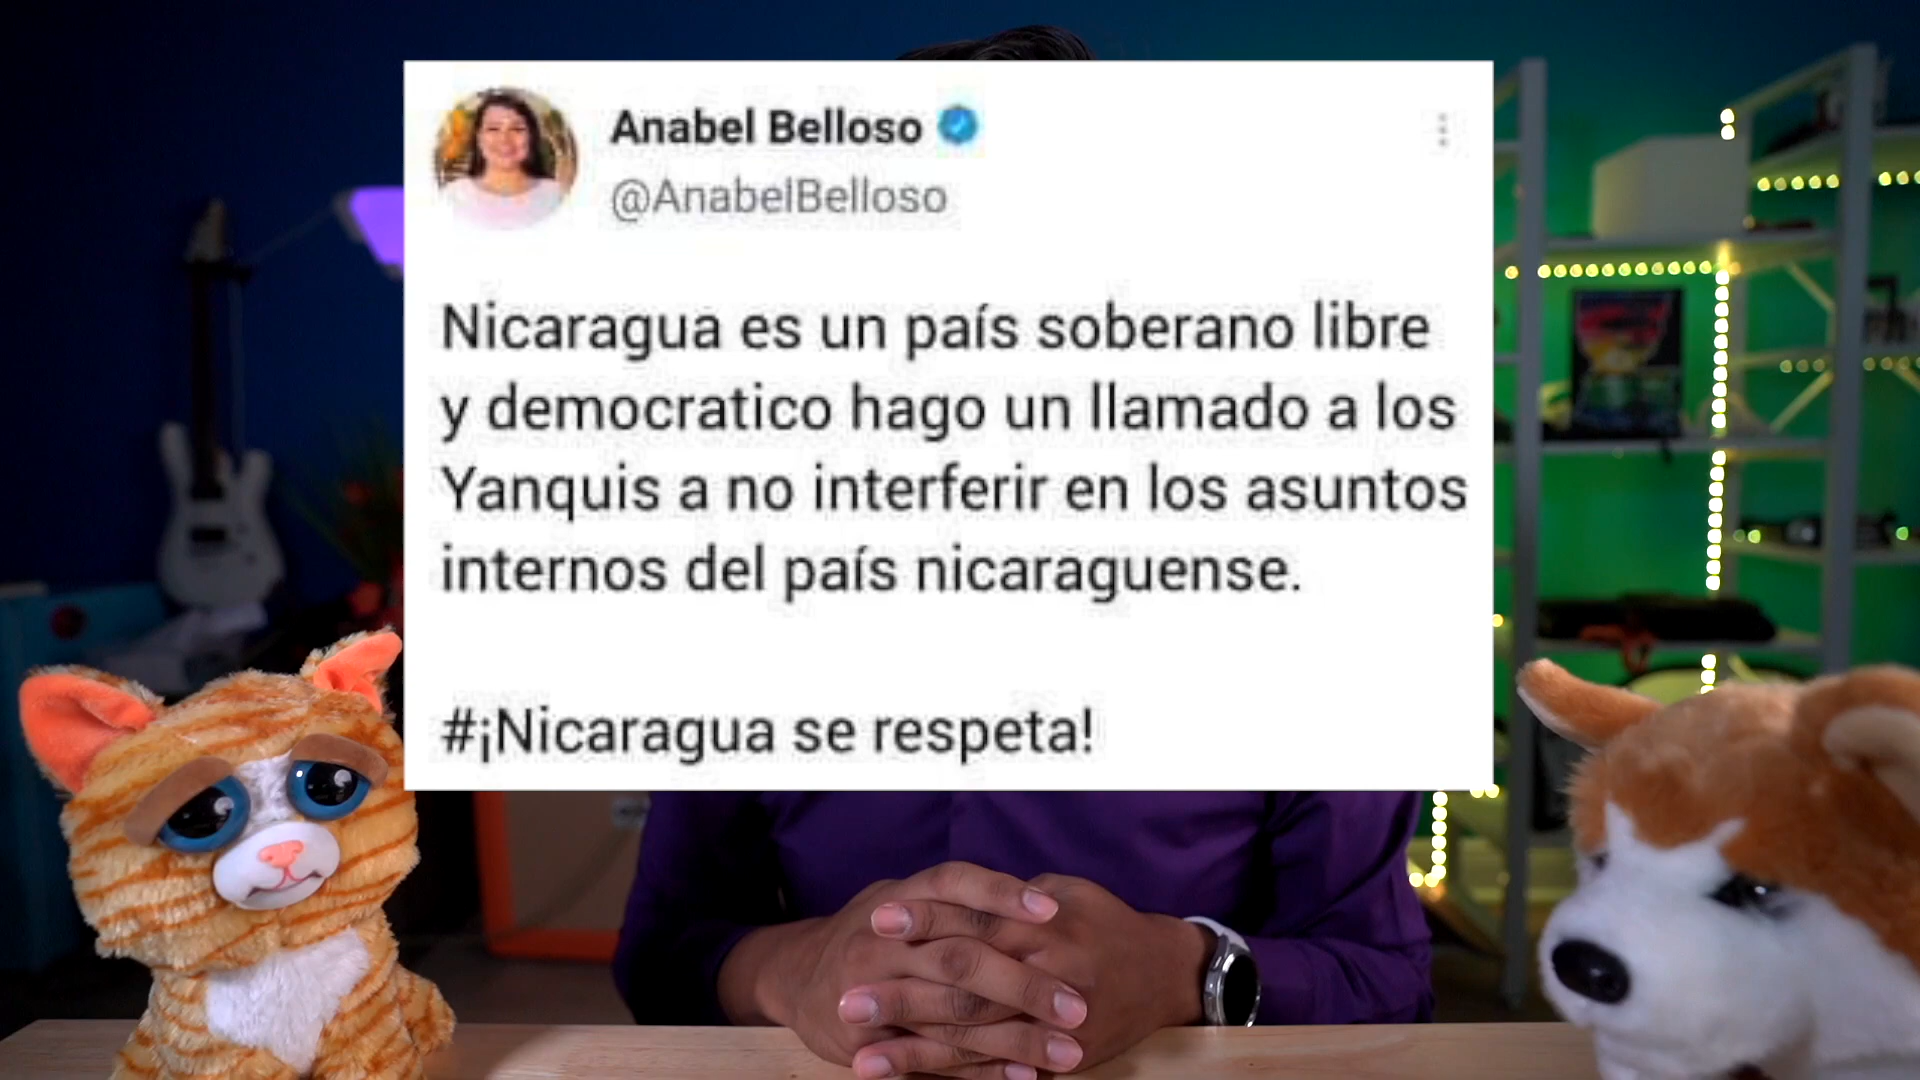 Anabel Belloso
@AnabelBelloso
Nicaragua es un país soberano libre
y democratico hago un llamado a los
Yanquis a no interferir en los asuntos
internos del país nicaraguense.
#¡Nicaragua se respeta!